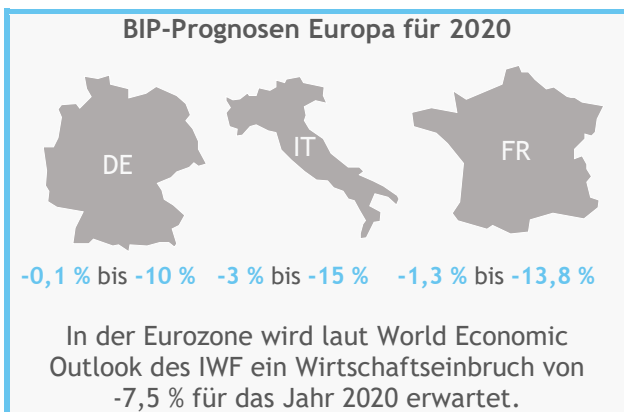 BIP-Prognosen Europa für 2020
DE
IT
FR
-0,1 % bis -10 %
-3 % bis -15 %
-1,3 % bis -13,8 %
In der Eurozone wird laut World Economic
Outlook des IWF ein Wirtschaftseinbruch von
-7,5 % für das Jahr 2020 erwartet.